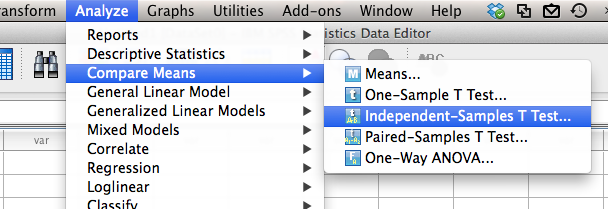 ransform Analyze Graphs Utilities Add-ons Window Help
istics Data Editor
Reports
Descriptive Statistics
Compare Means
General Linear Model
Generalized Linear Models
Mixed Models
Correlate
Regression
Loglinear
Classify
M Means...
t One-Sample T Test...
Independent-Samples T Test...
Paired-Samples T Test...
One-Way ANOVA...
var